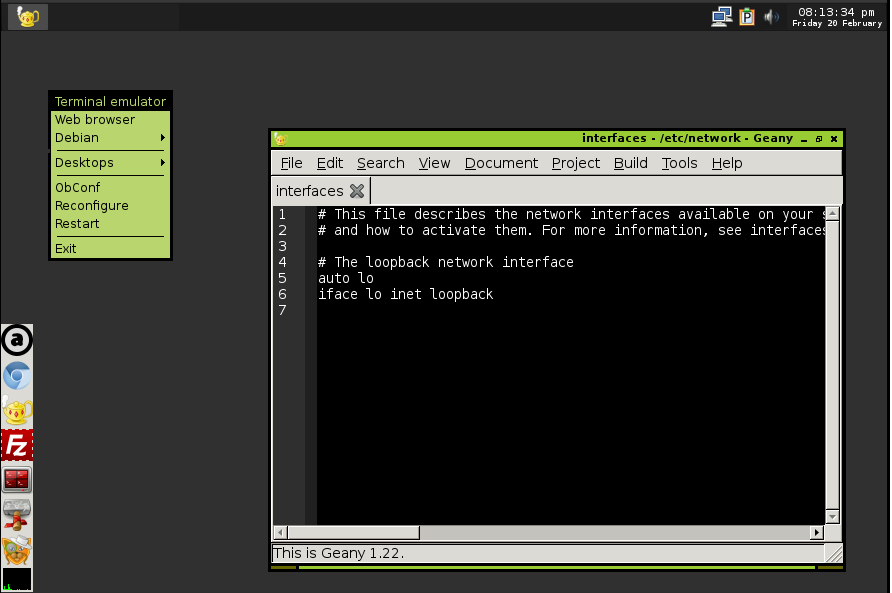 08:13:34 pm
Friday 20 February
Terminal emulator
Web browser
Debian
Desktops
ObConf
Reconfigure
Restart
Exit
interfaces - /etc/network - Geany
File Edit Search View Document Project Build Tools Help
interfaces
1 # This file describes the network interfaces available on your
2 # and how to activate them. For more information, see interfaces
3
4 # The loopback network interface
5 auto lo
6 iface lo inet loopback
7
This is Geany 1.22.
a
Fz
P